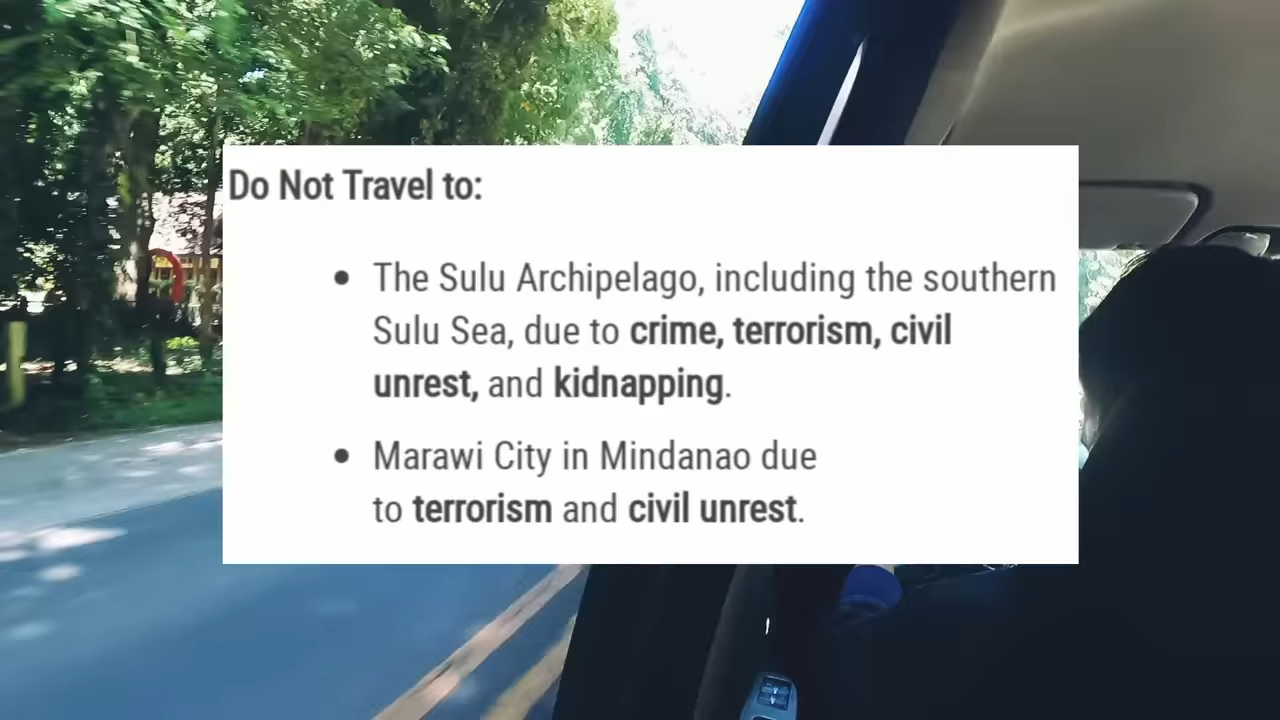 Do Not Travel to:
• The Sulu Archipelago, including the southern
Sulu Sea, due to crime, terrorism, civil
unrest, and kidnapping.
• Marawi City in Mindanao due
to terrorism and civil unrest.